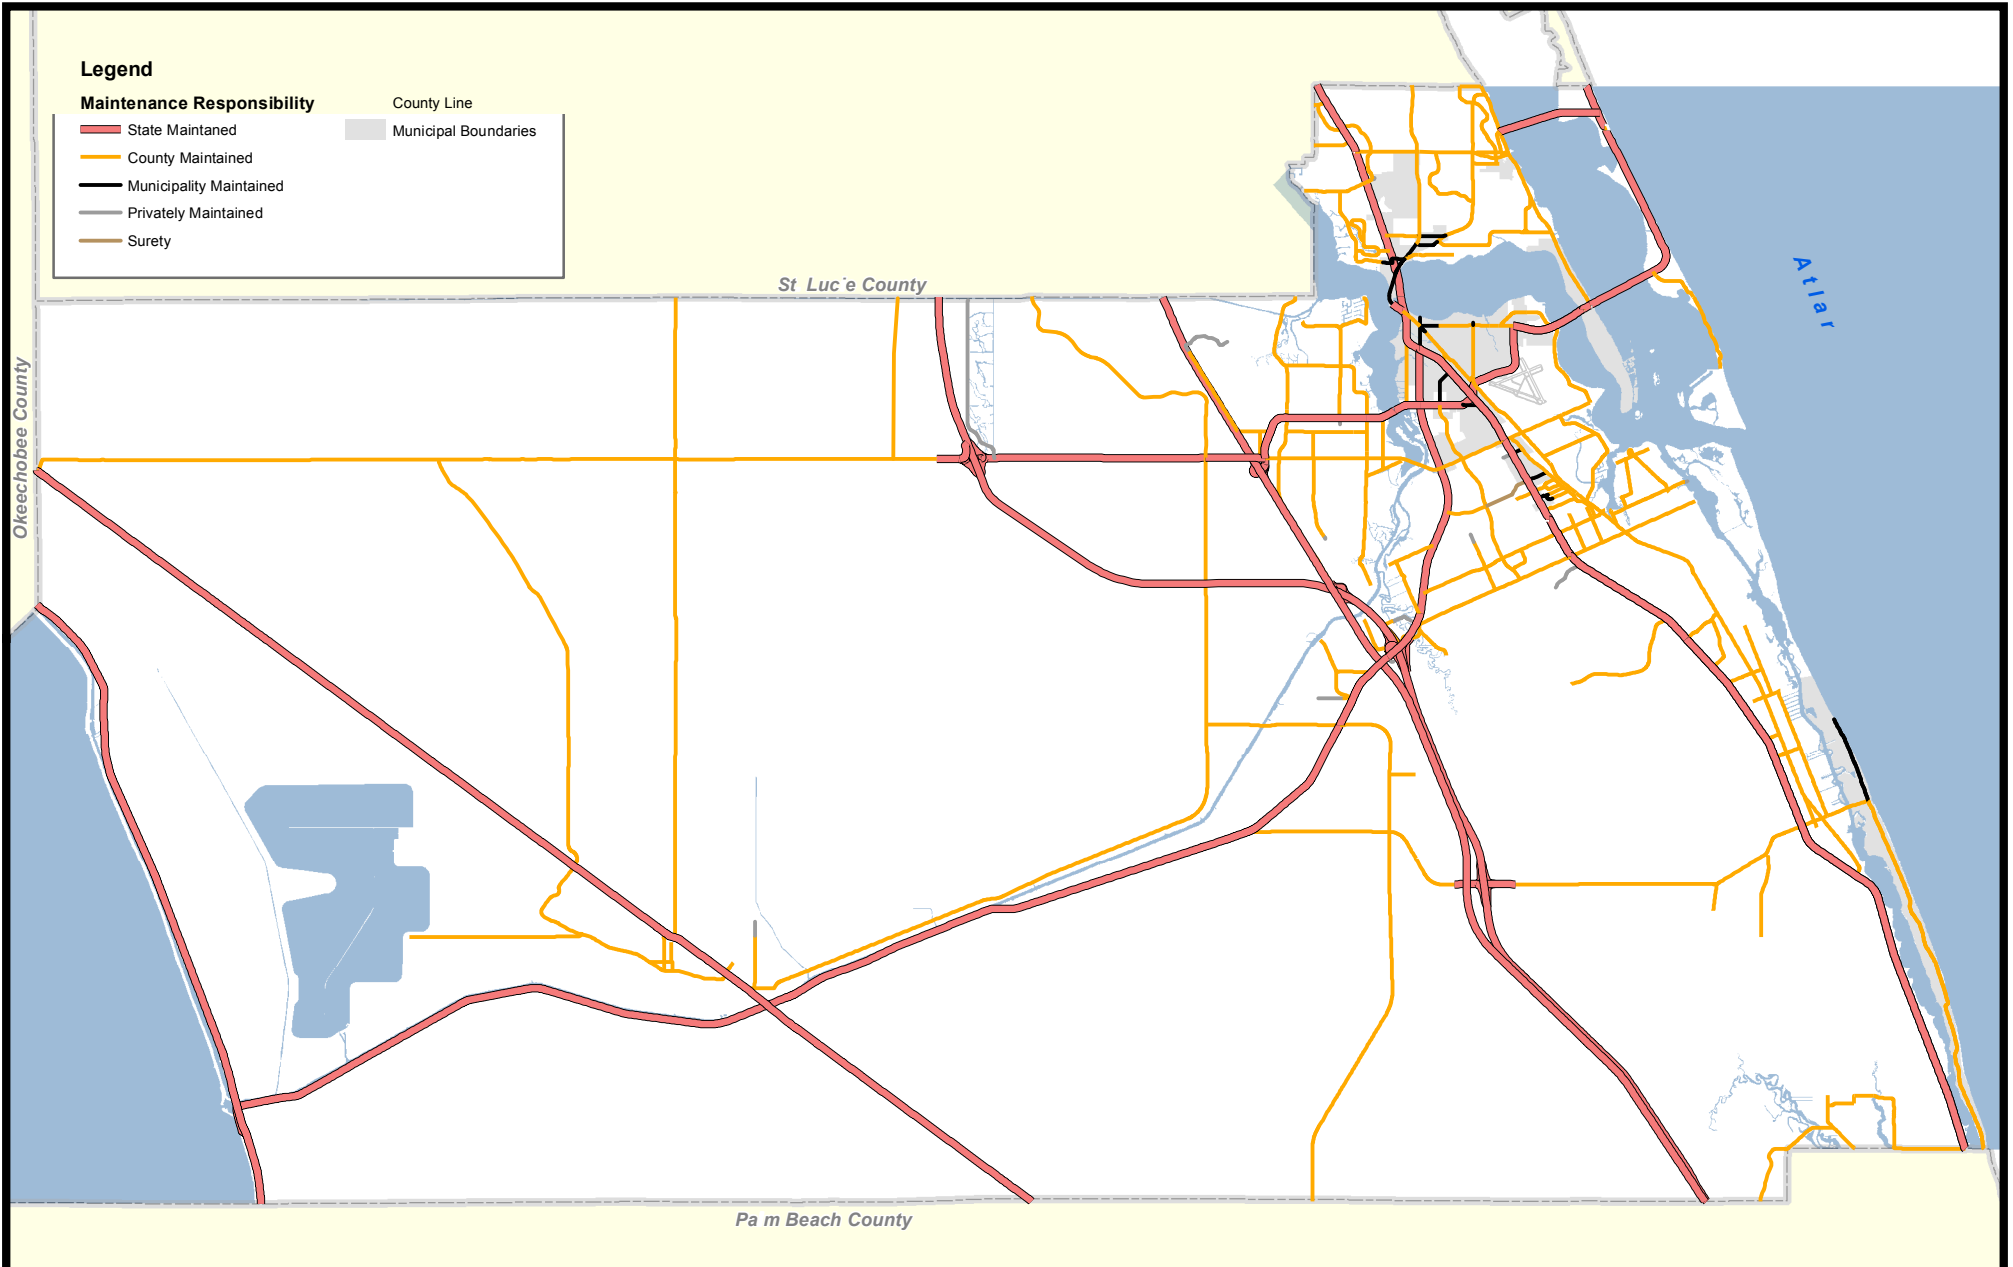 Legend
Maintenance Responsibility
County Line
State Maintaned
Municipal Boundaries
County Maintained
Municipality Maintained
Privately Maintained
Surety
St Luc e County
Okeechobee County
Atlar
Pa m Beach County